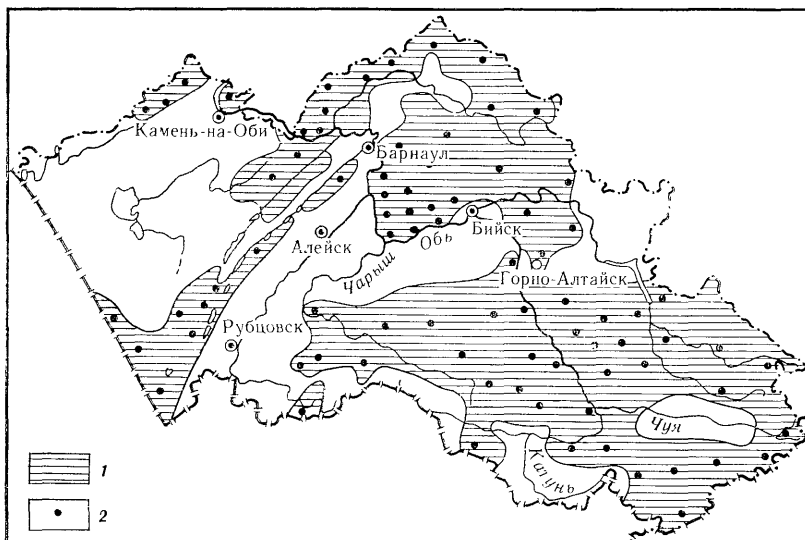 Камень-на-Оби
Барнаул
Алейск
Бийск
Обь
Чарыш
Горно-Алтайск
Рубцовск
Чуя
Катунь
1
2